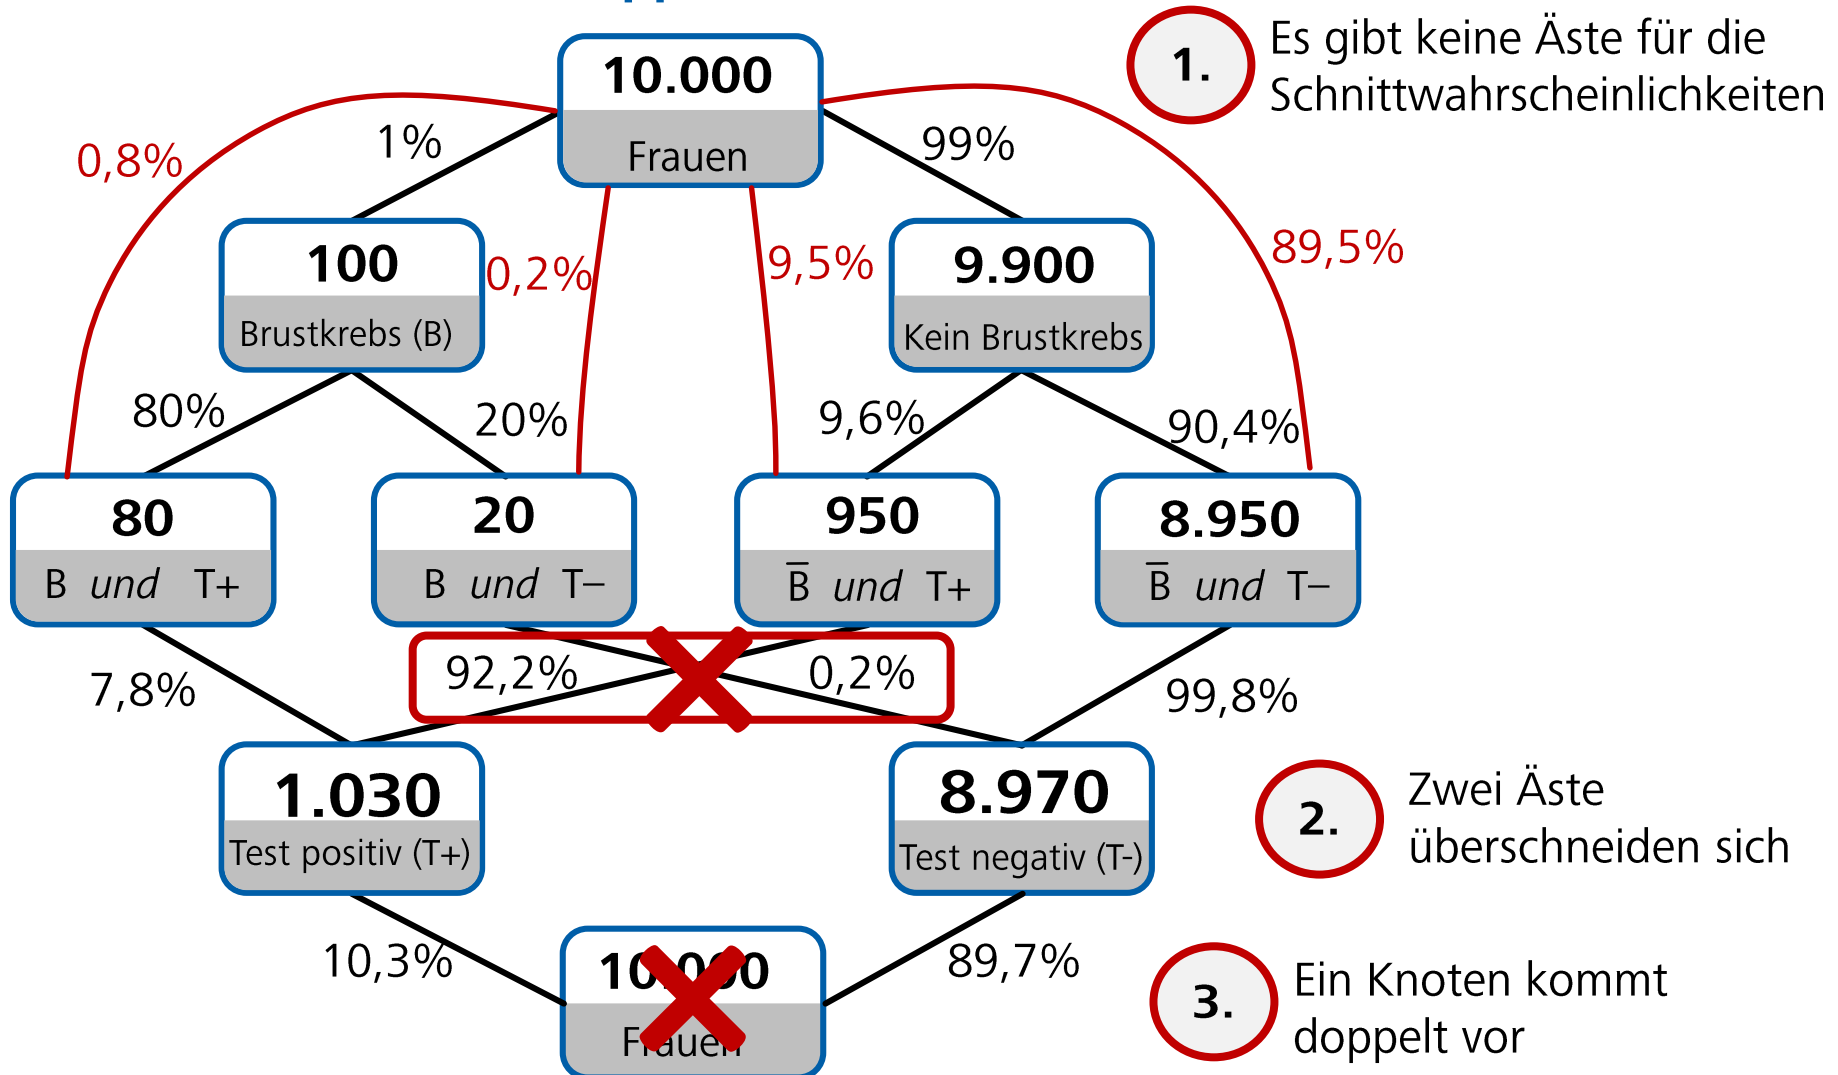 10.000
Frauen
1.
Es gibt keine Äste für die
Schnittwahrscheinlichkeiten
0,8%
1%
99%
100
Brustkrebs (B)
0,2%
9,5%
9.900
Kein Brustkrebs
89,5%
80%
20%
9,6%
90,4%
80
B und T+
20
B und T–
950
B̅ und T+
8.950
B̅ und T–
7,8%
92,2%
0,2%
99,8%
1.030
Test positiv (T+)
8.970
Test negativ (T-)
2.
Zwei Äste
überschneiden sich
10,3%
10.000
Frauen
89,7%
3.
Ein Knoten kommt
doppelt vor